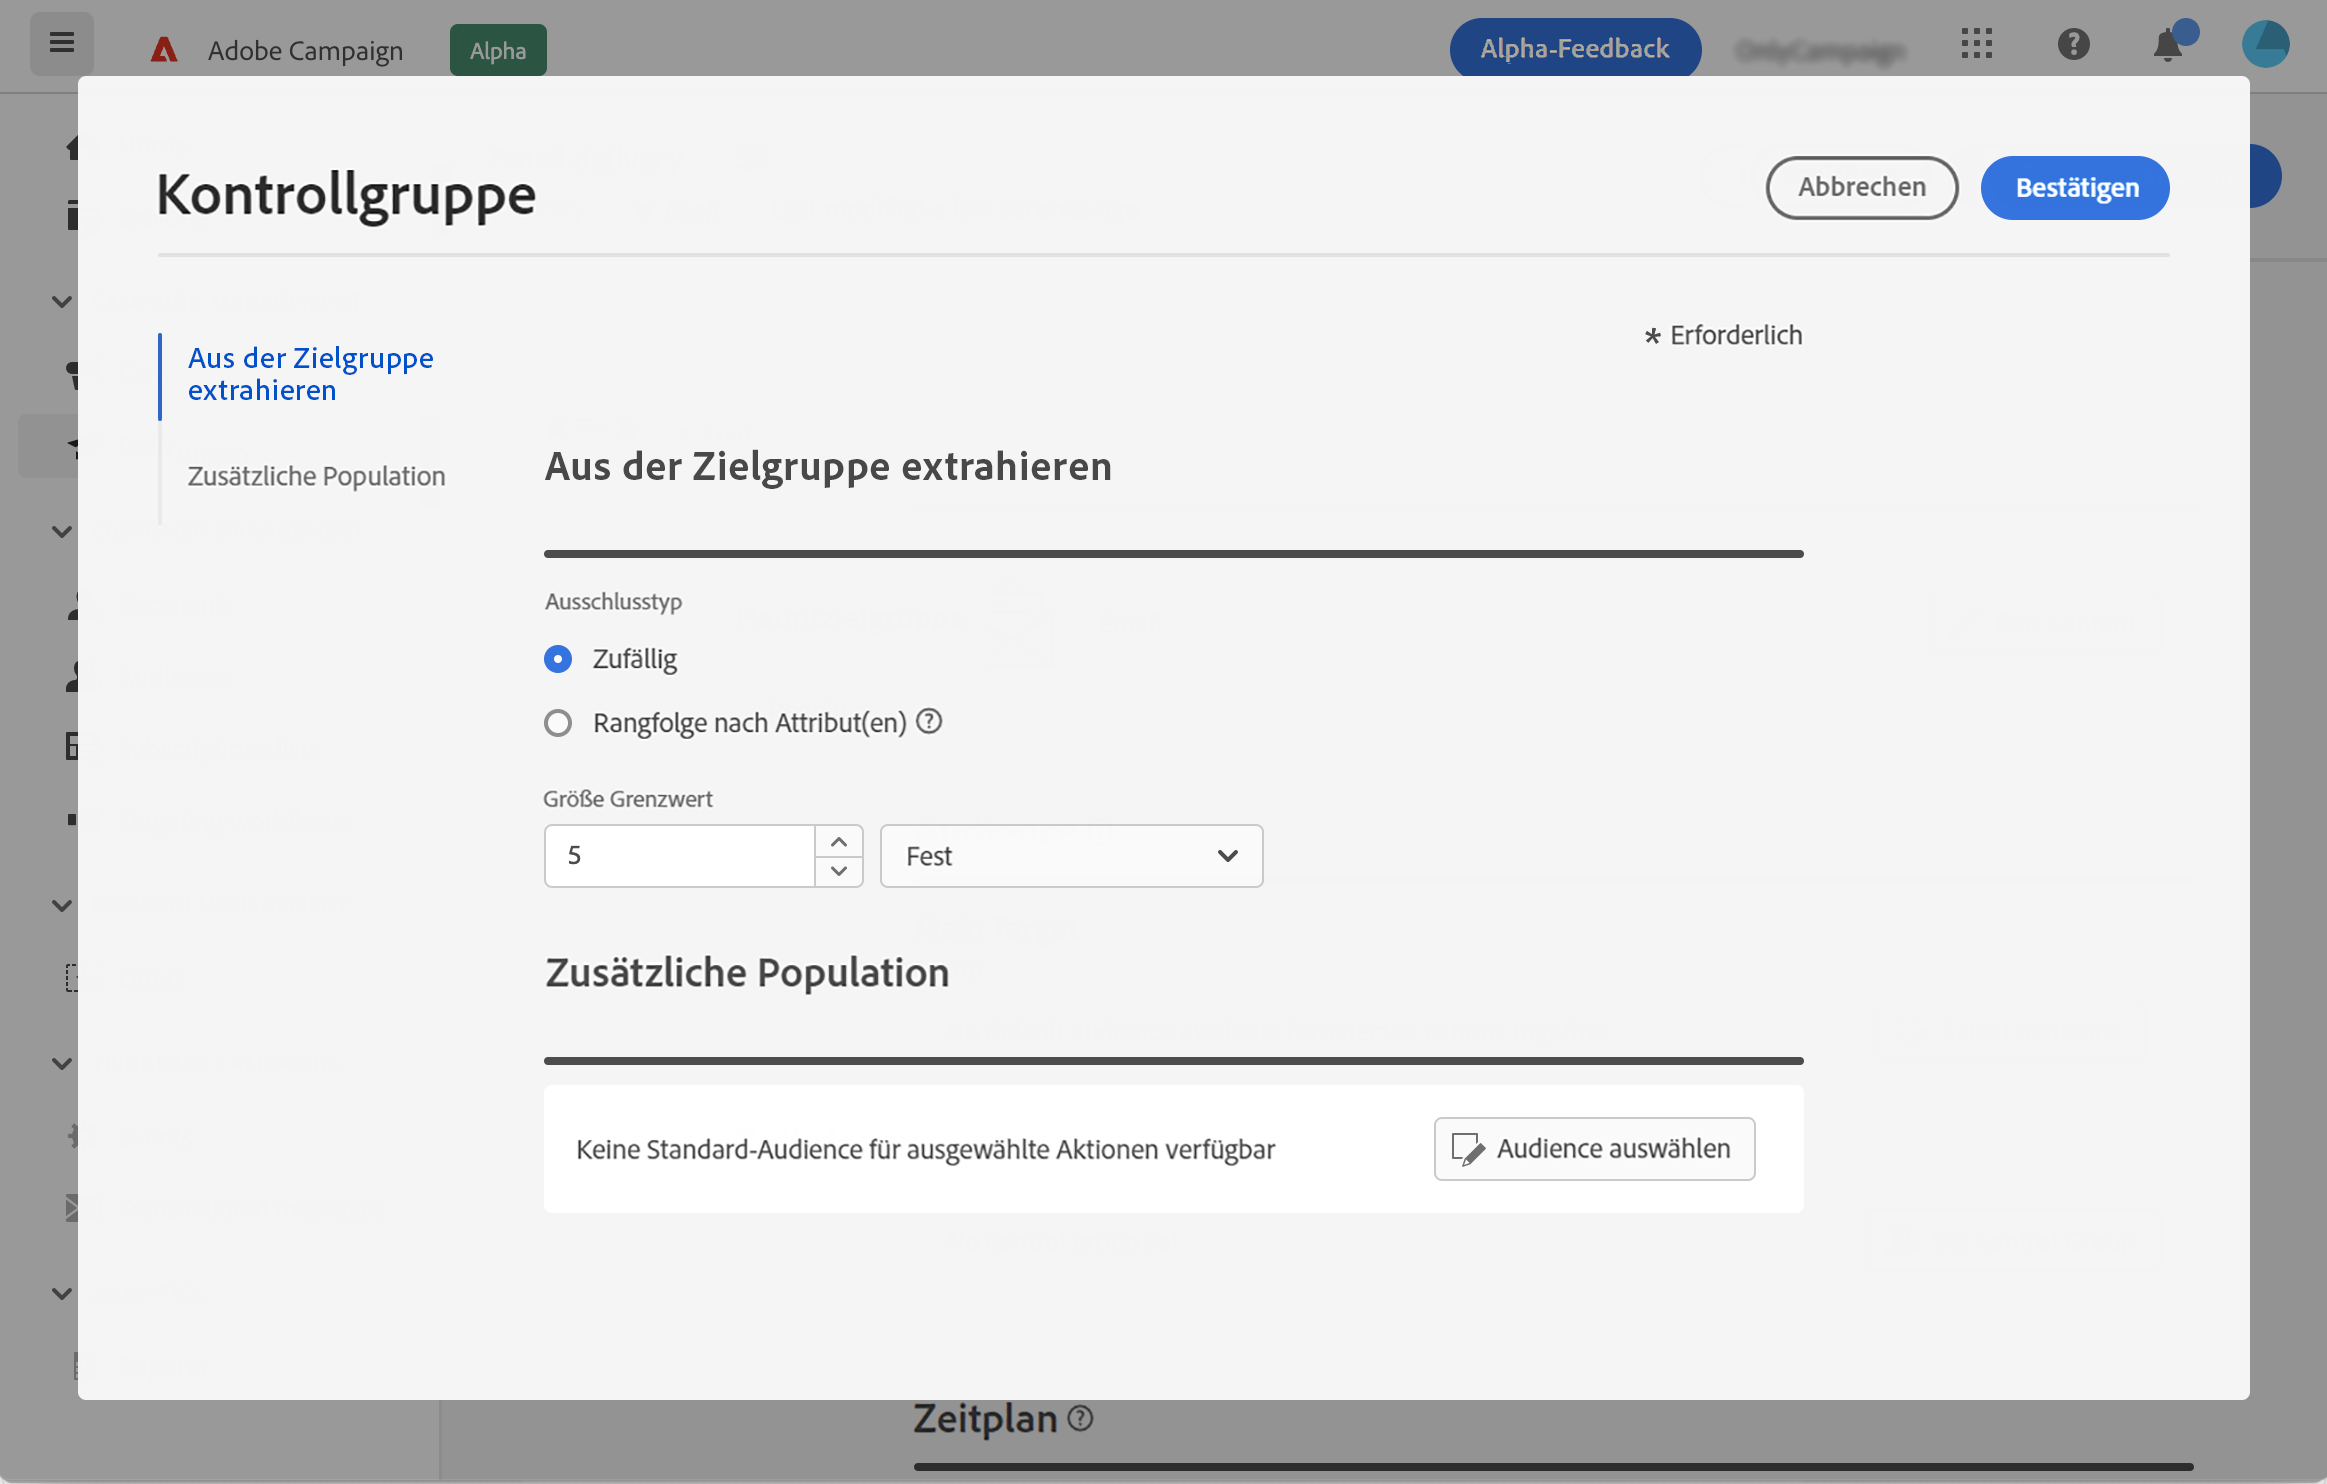 Adobe Campaign
Alpha
Alpha-Feedback
Kontrollgruppe
Abbrechen
Bestätigen
Aus der Zielgruppe
extrahieren
Zusätzliche Population
* Erforderlich
Aus der Zielgruppe extrahieren
Ausschlusstyp
Zufällig
Rangfolge nach Attribut(en)
Größe Grenzwert
5
Fest
Zusätzliche Population
Keine Standard-Audience für ausgewählte Aktionen verfügbar
Audience auswählen
Zeitplan